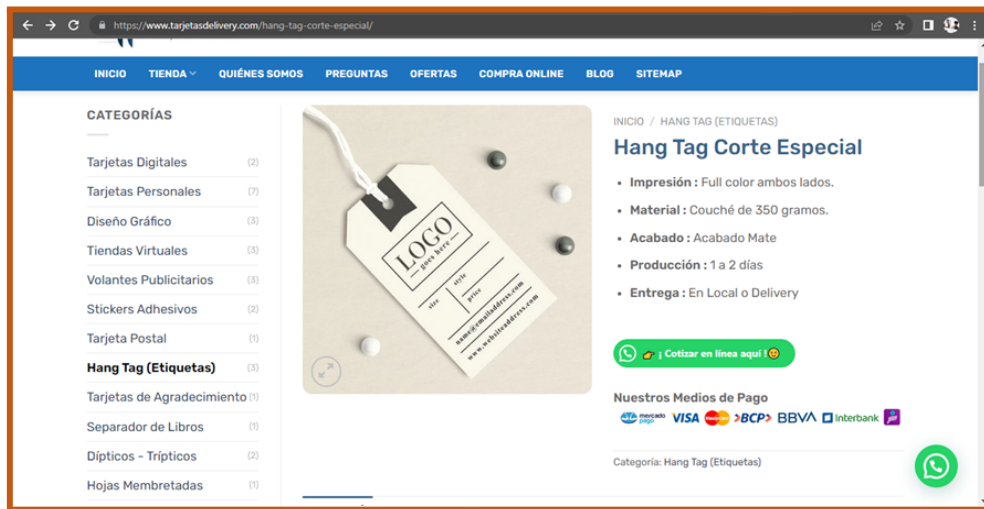 https://www.tarjetasdelivery.com/hang-tag-corte-especial/
INICIO TIENDA QUIÉNES SOMOS PREGUNTAS OFERTAS COMPRA ONLINE BLOG SITEMAP
CATEGORÍAS
Tarjetas Digitales (2)
Tarjetas Personales (7)
Diseño Gráfico (3)
Tiendas Virtuales (3)
Volantes Publicitarios (3)
Stickers Adhesivos (2)
Tarjeta Postal (1)
Hang Tag (Etiquetas) (3)
Tarjetas de Agradecimiento (1)
Separador de Libros (1)
Dípticos - Trípticos (2)
Hojas Membretadas (1)
LOGO
goes here
style
size
price
name@emailaddress.com
www.websiteaddress.com
INICIO / HANG TAG (ETIQUETAS)
Hang Tag Corte Especial
• Impresión : Full color ambos lados.
• Material : Couché de 350 gramos.
• Acabado : Acabado Mate
• Producción : 1 a 2 días
• Entrega : En Local o Delivery
¡ Cotizar en línea aquí !
Nuestros Medios de Pago
mercado pago VISA >BCP> BBVA Interbank
Categoría: Hang Tag (Etiquetas)